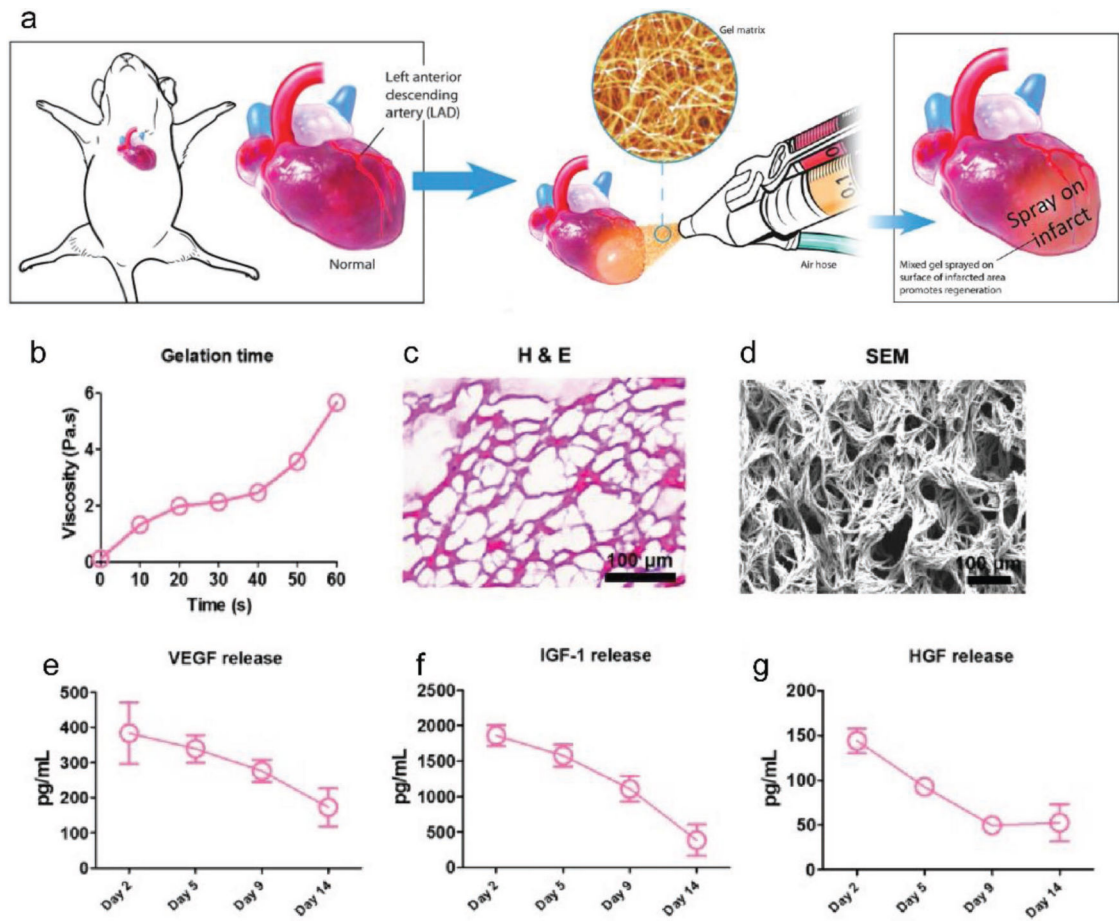 a
Gel matrix
Left anterior
descending
artery (LAD)
Normal
0
0.1
Air hose
Spray on
infarct
Mixed gel sprayed on
surface of infarcted area
promotes regeneration
b
Gelation time
Viscosity (Pa.s)
6
4
2
0
0 10 20 30 40 50 60
Time (s)
c
H & E
100 µm
d
SEM
100 µm
e
VEGF release
pg/mL
500
400
300
200
100
0
Day 2 Day 5 Day 9 Day 14
f
IGF-1 release
pg/mL
2500
2000
1500
1000
500
0
Day 2 Day 5 Day 9 Day 14
g
HGF release
pg/mL
200
150
100
50
0
Day 2 Day 5 Day 9 Day 14